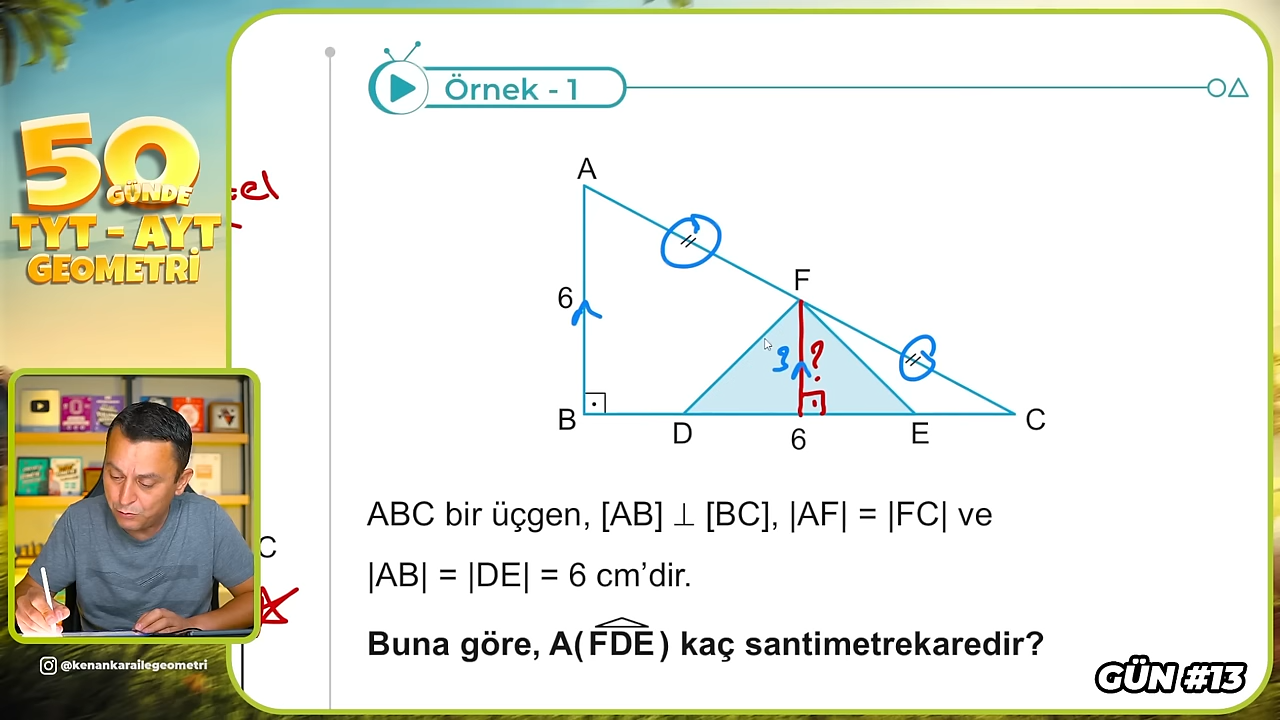 50
GÜNDE
TYT - AYT
GEOMETRİ
Örnek - 1
A
F
6
3 ?
B
D
6
E
C
ABC bir üçgen, [AB] ⊥ [BC], |AF| = |FC| ve
|AB| = |DE| = 6 cm’dir.
Buna göre, A(FDE) kaç santimetrekaredir?
C
@kenankarailegeometri
GÜN #13